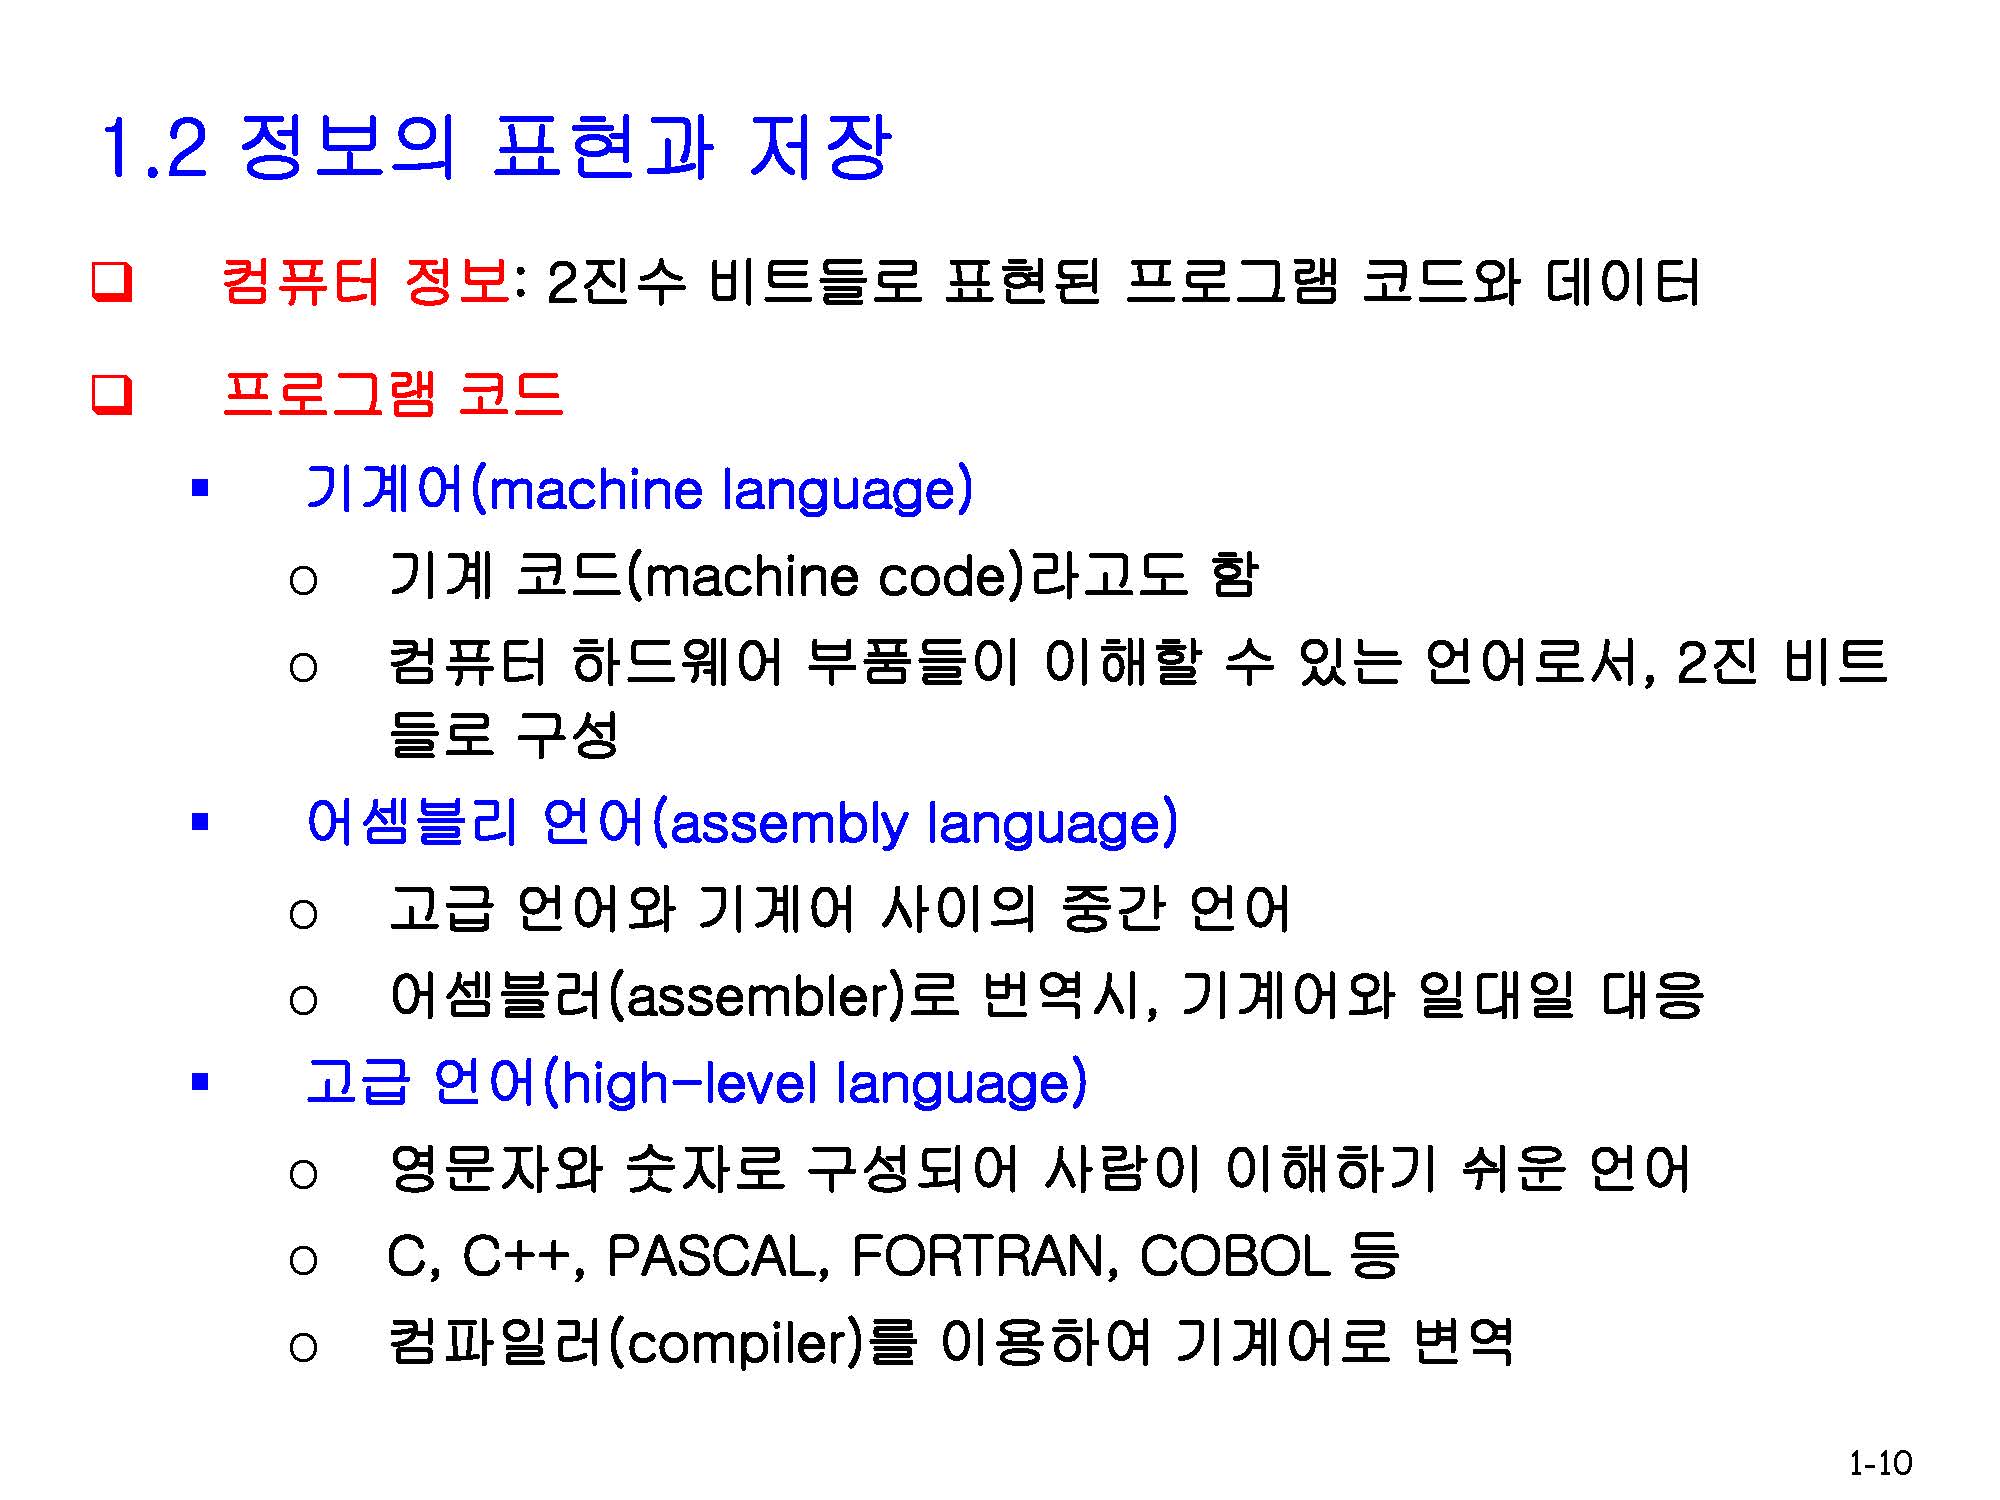 1.2 정보의 표현과 저장
❑ 컴퓨터 정보: 2진수 비트들로 표현된 프로그램 코드와 데이터
❑ 프로그램 코드
▪ 기계어(machine language)
○ 기계 코드(machine code)라고도 함
○ 컴퓨터 하드웨어 부품들이 이해할 수 있는 언어로서, 2진 비트
들로 구성
▪ 어셈블리 언어(assembly language)
○ 고급 언어와 기계어 사이의 중간 언어
○ 어셈블러(assembler)로 번역시, 기계어와 일대일 대응
▪ 고급 언어(high-level language)
○ 영문자와 숫자로 구성되어 사람이 이해하기 쉬운 언어
○ C, C++, PASCAL, FORTRAN, COBOL 등
○ 컴파일러(compiler)를 이용하여 기계어로 변역
1-10